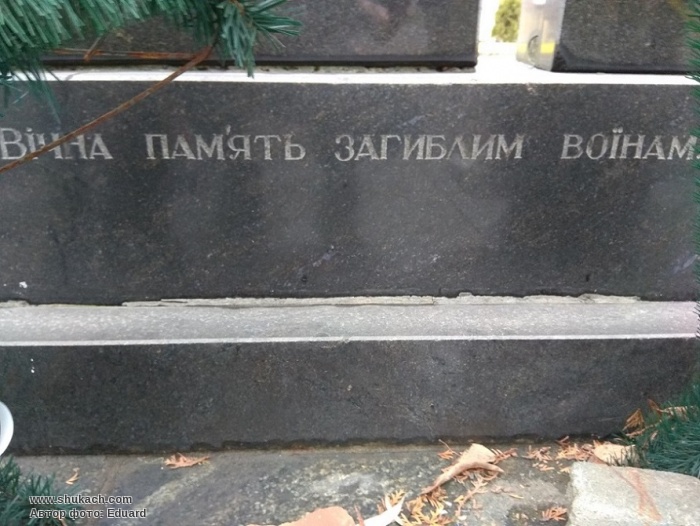 Вічна пам'ять загиблим воїнам
www.shukach.com
Автор фото: Eduard